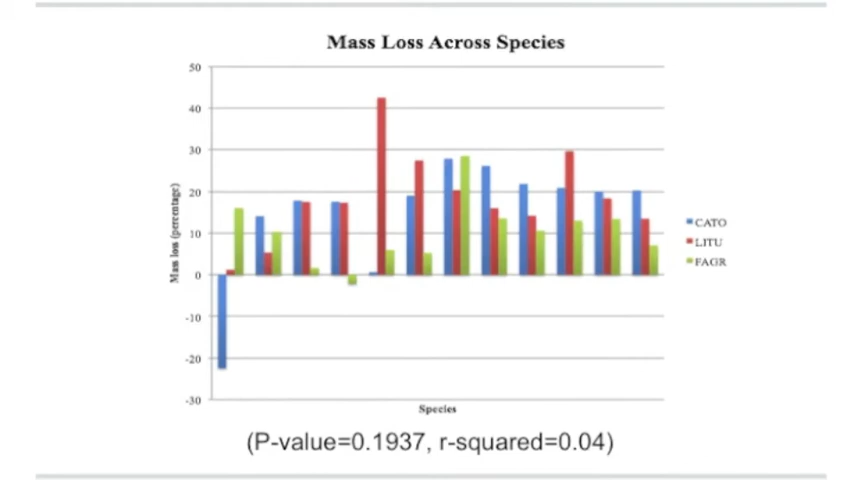 Mass Loss Across Species
50
40
30
20
10
0
-10
-20
-30
Mass loss (percentage)
Species
CATO
LITU
FAGR
(P-value=0.1937, r-squared=0.04)